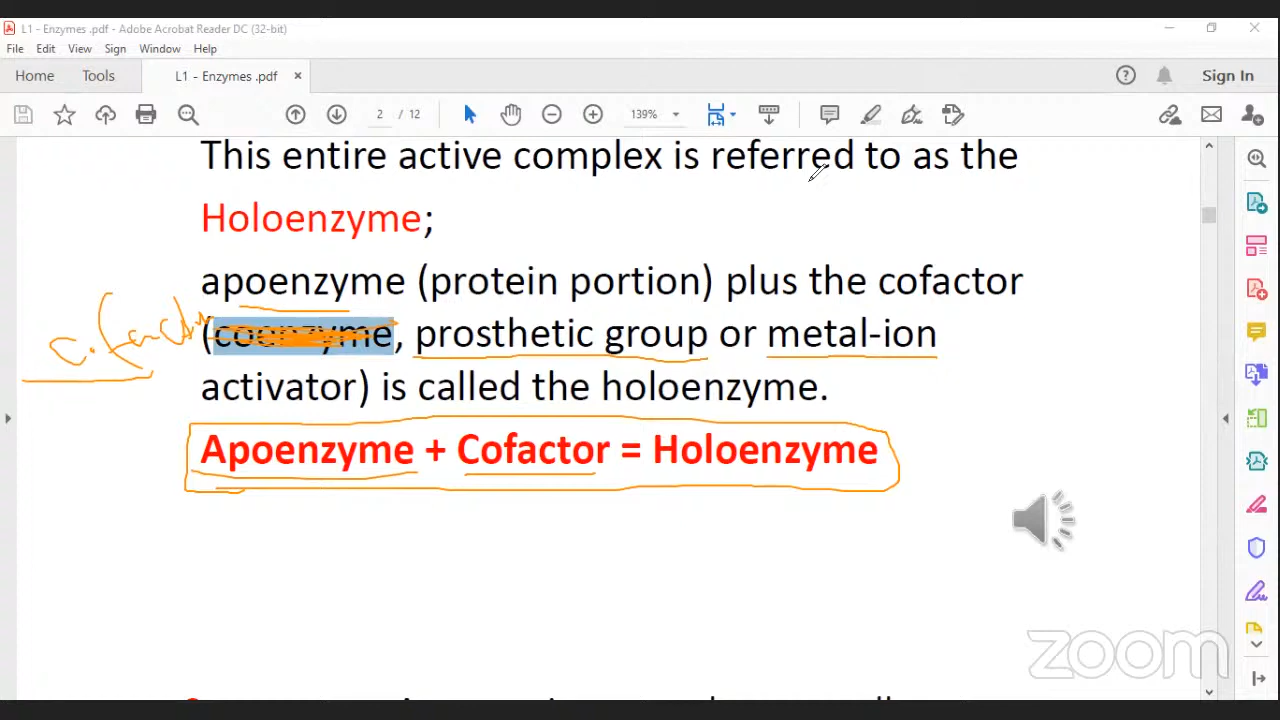 L1 - Enzymes .pdf - Adobe Acrobat Reader DC (32-bit)
File Edit View Sign Window Help
Home Tools L1 - Enzymes .pdf × Sign In
2 / 12 139%
This entire active complex is referred to as the
Holoenzyme;
apoenzyme (protein portion) plus the cofactor
(coenzyme, prosthetic group or metal-ion
activator) is called the holoenzyme.
Apoenzyme + Cofactor = Holoenzyme
zoom